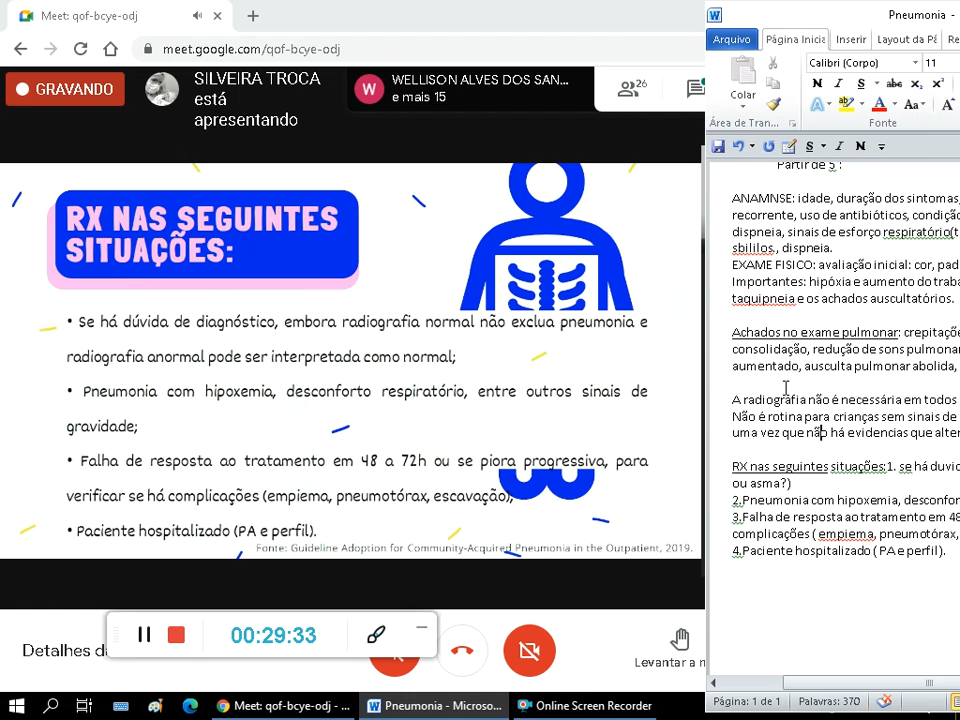 Meet: qof-bcye-odj
meet.google.com/qof-bcye-odj
GRAVANDO
SILVEIRA TROCA
está
apresentando
W
WELLISON ALVES DOS SAN...
e mais 15
26
RX NAS SEGUINTES
SITUAÇÕES:
• Se há dúvida de diagnóstico, embora radiografia normal não exclua pneumonia e
radiografia anormal pode ser interpretada como normal;
• Pneumonia com hipoxemia, desconforto respiratório, entre outros sinais de
gravidade;
• Falha de resposta ao tratamento em 48 a 72h ou se piora progressiva, para
verificar se há complicações (empiema, pneumotórax, escavação);
• Paciente hospitalizado (PA e perfil).
Fonte: Guideline Adoption for Community-Acquired Pneumonia in the Outpatient, 2019.
Detalhes da
00:29:33
Levantar a m
Pneumonia -
Arquivo
Página Inicia
Inserir
Layout da Pá
Re
Calibri (Corpo)
11
Colar
N I S abc x₂ x²
A ab A Aa A
Área de Tran...
Fonte
S I N
Partir de 5 :
ANAMNSE: idade, duração dos sintomas,
recorrente, uso de antibióticos, condiçã
dispneia, sinais de esforço respiratório(t
sbililos., dispneia.
EXAME FISICO: avaliação inicial: cor, pad
Importantes: hipóxia e aumento do traba
taquipneia e os achados auscultatórios.
Achados no exame pulmonar: crepitaçõe
consolidação, redução de sons pulmonar
aumentado, ausculta pulmonar abolida,
A radiografia não é necessária em todos
Não é rotina para crianças sem sinais de
uma vez que não há evidencias que alter
RX nas seguintes situações:1. se há duvid
ou asma?)
2.Pneumonia com hipoxemia, desconfor
3.Falha de resposta ao tratamento em 48
complicações ( empiema, pneumotórax,
4.Paciente hospitalizado ( PA e perfil).
Página: 1 de 1
Palavras: 370
Meet: qof-bcye-odj - ...
Pneumonia - Microso...
Online Screen Recorder